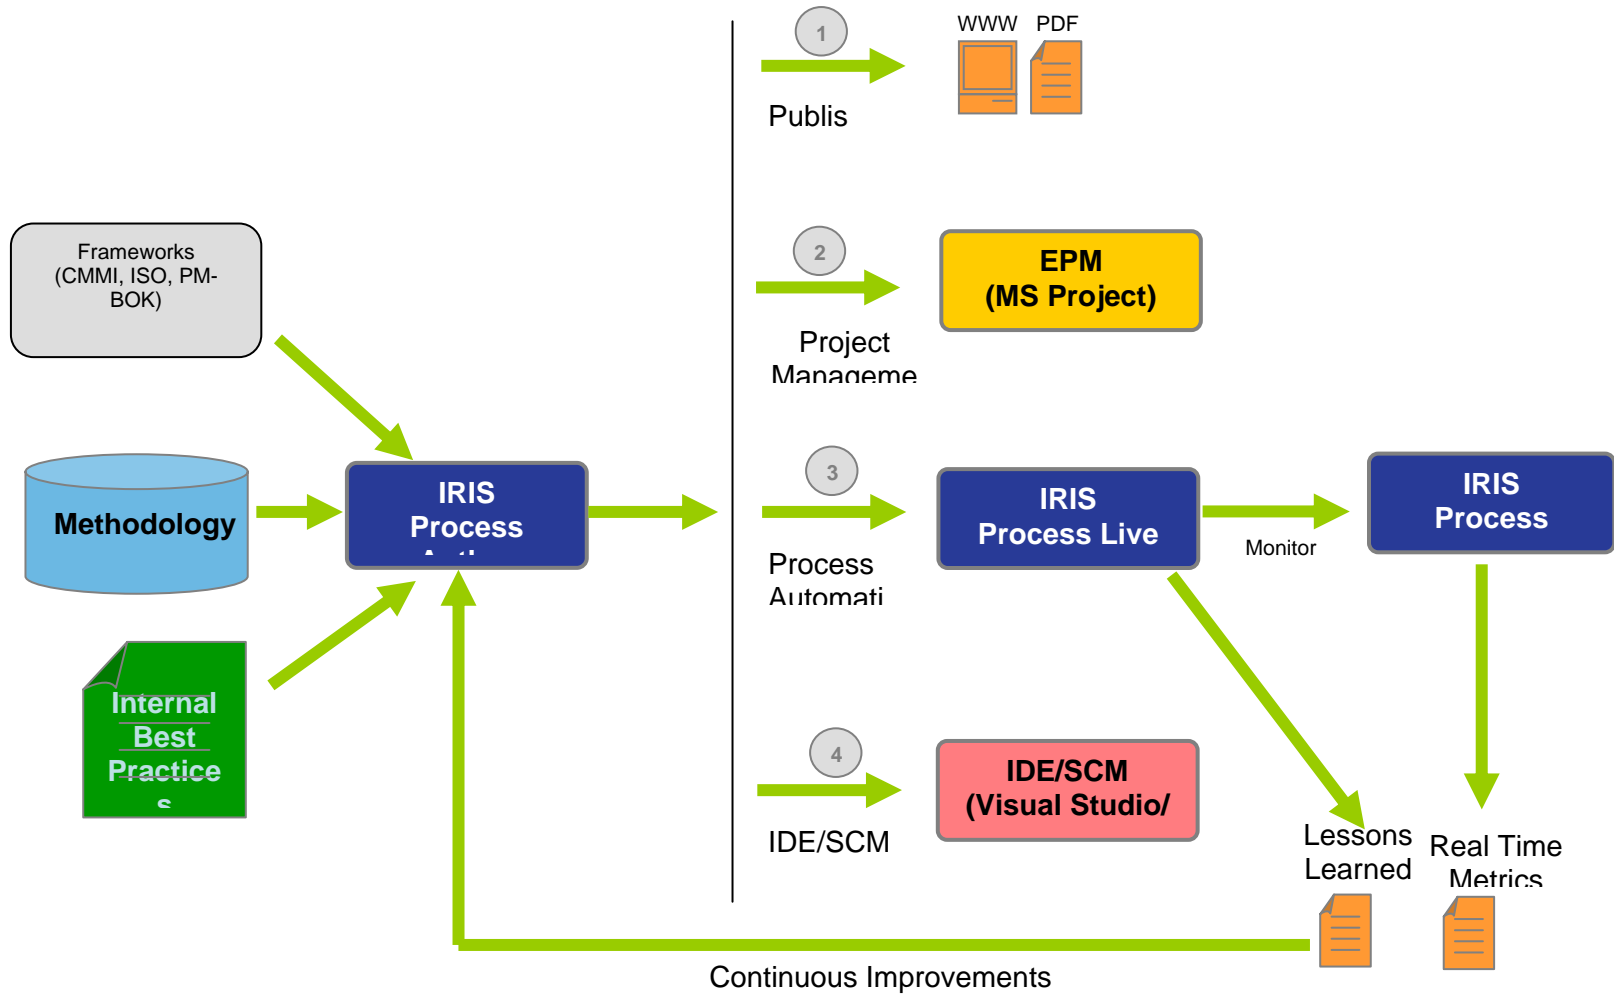 1
WWW PDF
Publis
Frameworks
(CMMI, ISO, PM-
BOK)
2
EPM
(MS Project)
Project
Manageme
Methodology
IRIS
Process
3
IRIS
Process Live
Monitor
IRIS
Process
Process
Automati
Internal
Best
Practice
s
4
IDE/SCM
(Visual Studio/
IDE/SCM
Lessons
Learned
Real Time
Metrics
Continuous Improvements